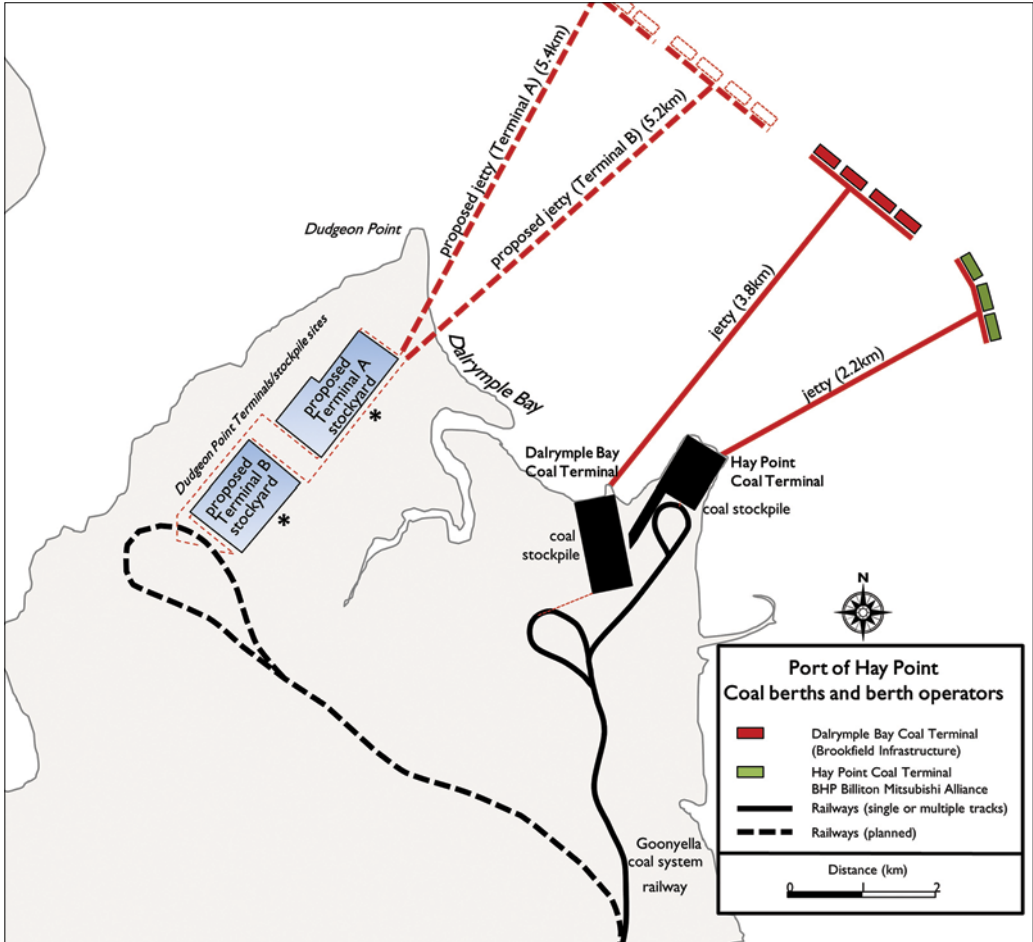 proposed jetty (Terminal A) (5.4km)
proposed jetty (Terminal B) (5.2km)
Dudgeon Point
jetty (3.8km)
jetty (2.2km)
Dudgeon Point Terminals/stockpile sites
Dalrymple Bay
proposed
Terminal A
stockyard
*
proposed
Terminal B
stockyard
*
Dalrymple Bay
Coal Terminal
Hay Point
Coal Terminal
coal stockpile
coal
stockpile
N
Port of Hay Point
Coal berths and berth operators
Dalrymple Bay Coal Terminal
(Brookfield Infrastructure)
Hay Point Coal Terminal
BHP Billiton Mitsubishi Alliance
Railways (single or multiple tracks)
Railways (planned)
Distance (km)
0 1 2
Goonyella
coal system
railway